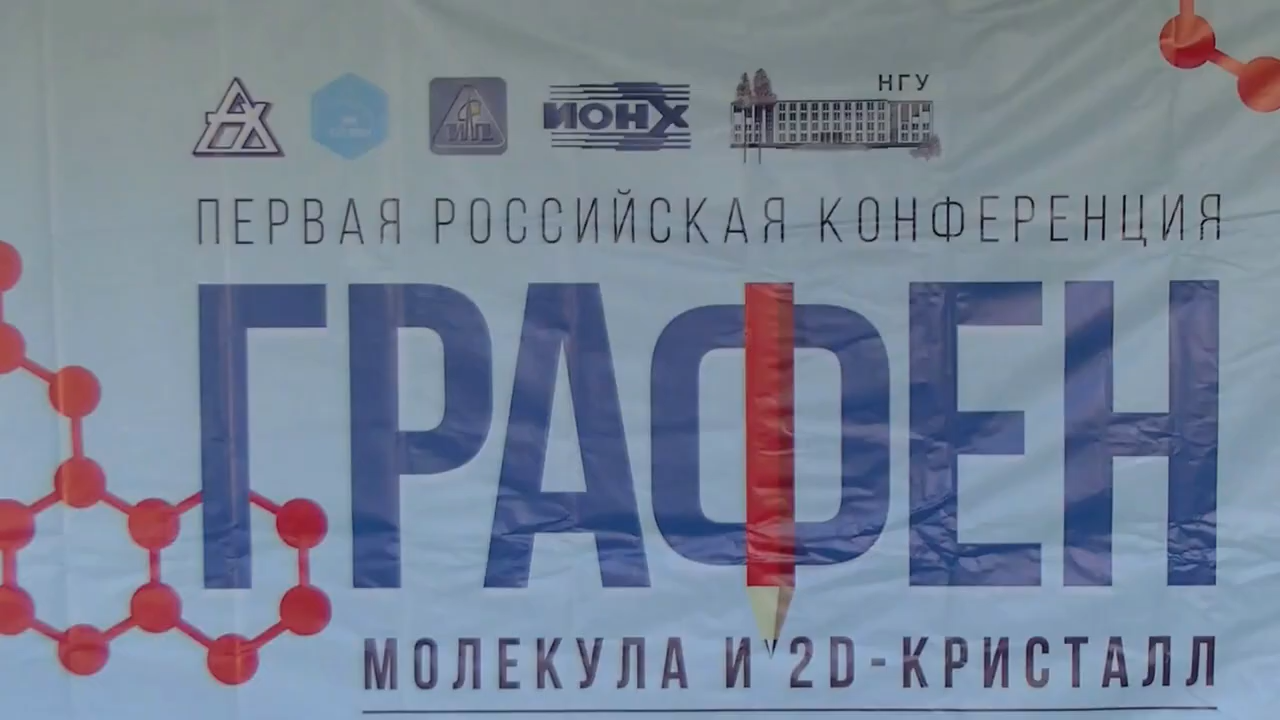 ИОНХ
НГУ
ПЕРВАЯ РОССИЙСКАЯ КОНФЕРЕНЦИЯ
ГРАФЕН
МОЛЕКУЛА И 2D-КРИСТАЛЛ